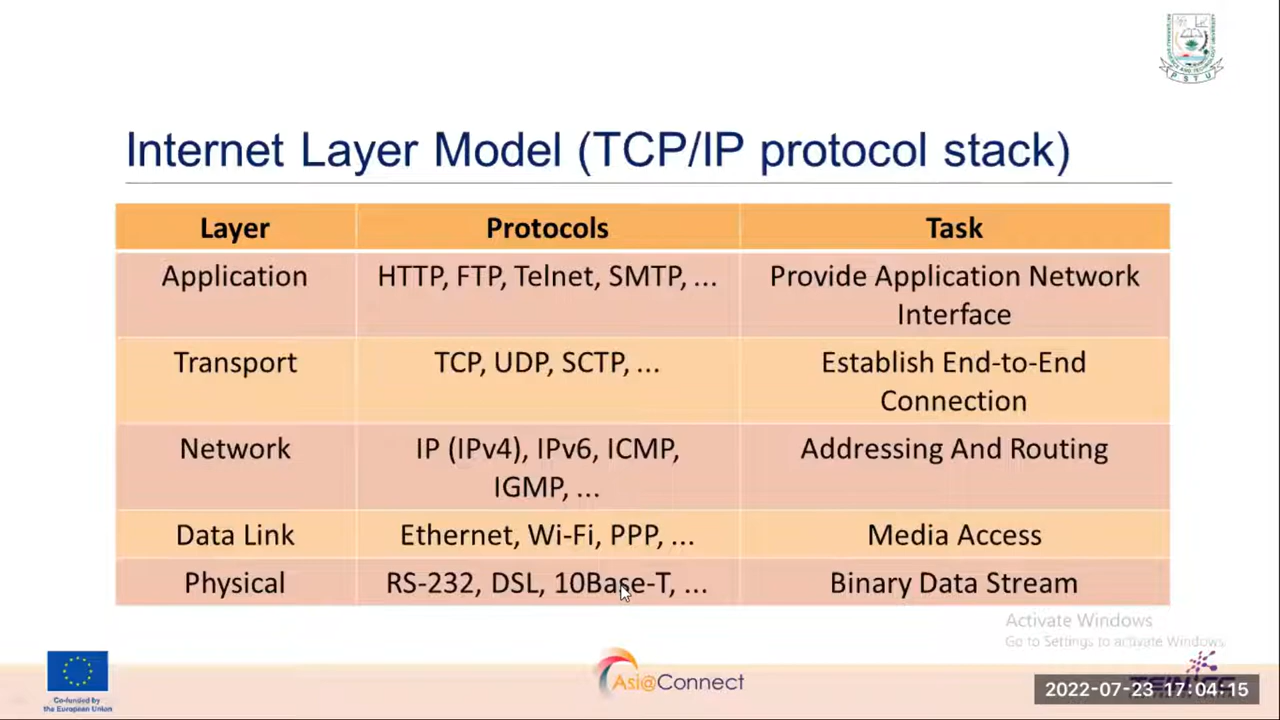 Internet Layer Model (TCP/IP protocol stack)
Layer Protocols Task
Application HTTP, FTP, Telnet, SMTP, ... Provide Application Network
Interface
Transport TCP, UDP, SCTP, ... Establish End-to-End
Connection
Network IP (IPv4), IPv6, ICMP, Addressing And Routing
IGMP, ...
Data Link Ethernet, Wi-Fi, PPP, ... Media Access
Physical RS-232, DSL, 10Base-T, ... Binary Data Stream
Activate Windows
Go to Settings to activate Windows.
Co-funded by
the European Union
Asi@Connect
2022-07-23 17:04:15
PSTU